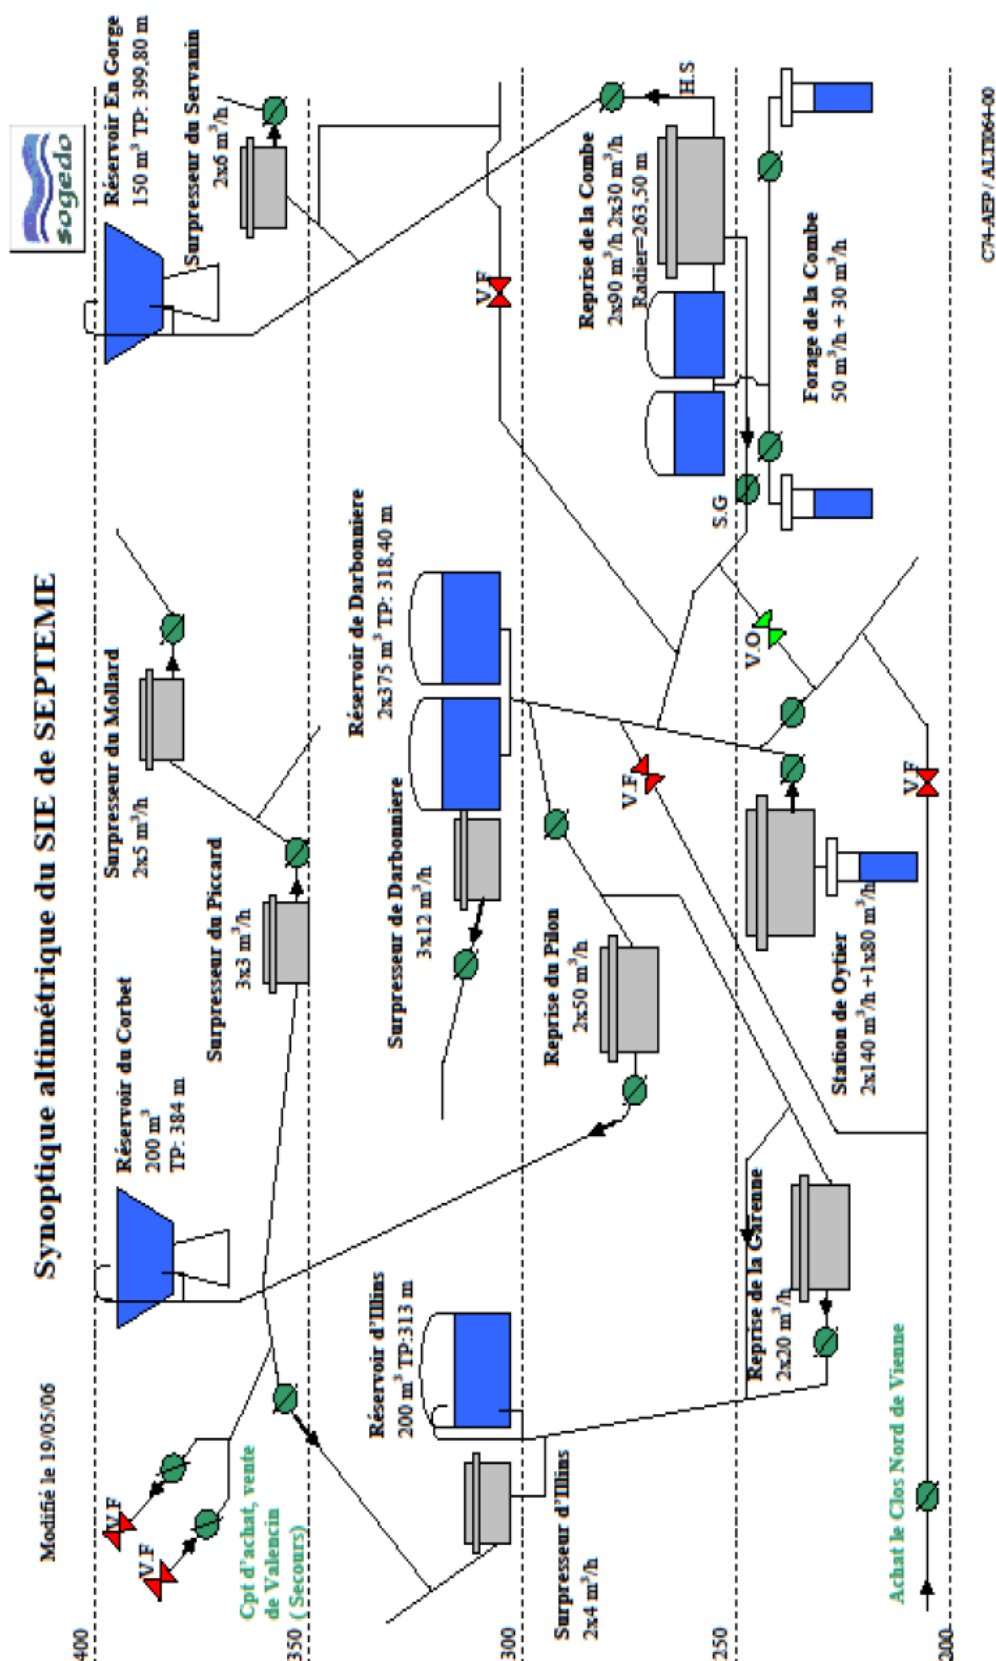 Synoptique altimétrique du SIE de SEPTEME
Modifié le 19/05/06
sogedo
400
350
300
250
200
V.F
V.F
Cpt d'achat, vente
de Valencin
( Secours)
Réservoir du Corbet
200 m³
TP: 384 m
Surpresseur du Piccard
3x3 m³/h
Surpresseur du Mollard
2x5 m³/h
Réservoir En Gorge
150 m³ TP: 399,80 m
Surpresseur du Servanin
2x6 m³/h
Réservoir d'Illins
200 m³ TP:313 m
Surpresseur d'Illins
2x4 m³/h
Surpresseur de Darbonniere
3x12 m³/h
Réservoir de Darbonniere
2x375 m³ TP: 318,40 m
V.F
Reprise du Pilon
2x50 m³/h
V.F
Reprise de la Combe
2x90 m³/h 2x30 m³/h
Radier=263,50 m
H.S
S.G
V.O
Reprise de la Garenne
2x20 m³/h
Station de Oytier
2x140 m³/h +1x80 m³/h
Forage de la Combe
50 m³/h + 30 m³/h
Achat le Clos Nord de Vienne
V.F
C74-AEP / ALTI064-00